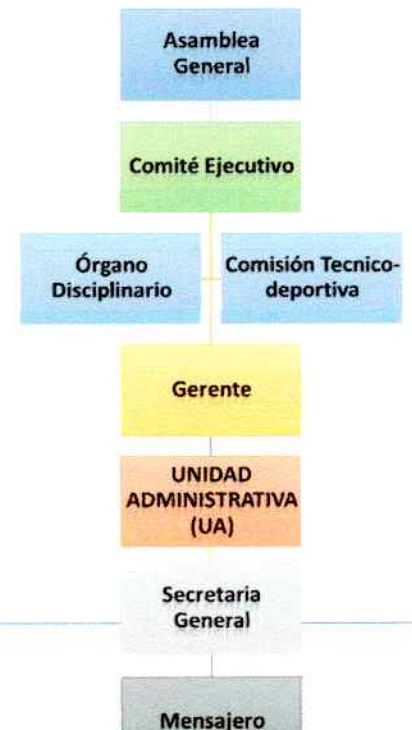 Asamblea
General
Comité Ejecutivo
Órgano
Disciplinario
Comisión Tecnico-
deportiva
Gerente
UNIDAD
ADMINISTRATIVA
(UA)
Secretaria
General
Mensajero